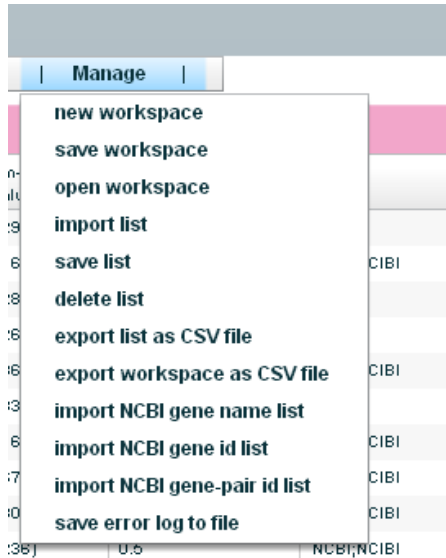 | Manage |
new workspace
save workspace
open workspace
import list
save list
CIBI
delete list
export list as CSV file
export workspace as CSV file
CIBI
import NCBI gene name list
import NCBI gene id list
CIBI
import NCBI gene-pair id list
CIBI
CIBI
save error log to file
0.5
NCBI;NCIBI